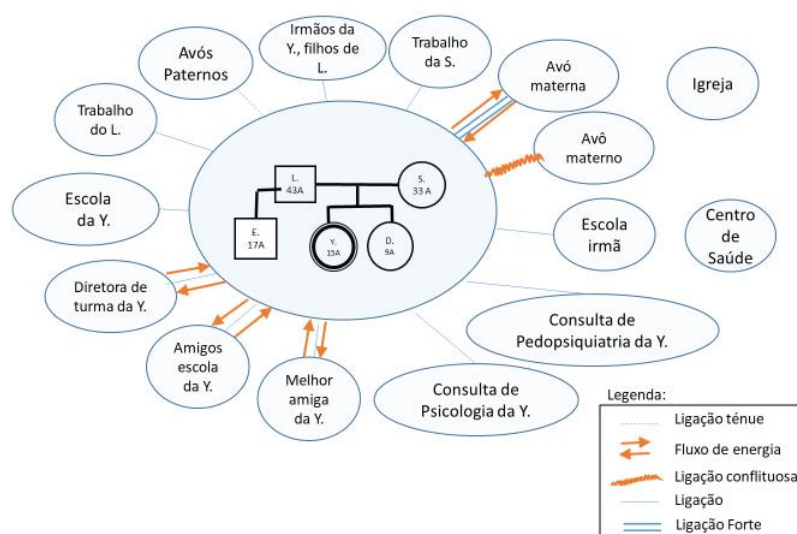 Irmãos da
Y., filhos de
L.
Trabalho
da S.
Avós
Paternos
Avó
materna
Igreja
Trabalho
do L.
Avô
materno
L.
43A
S.
33 A
Escola
da Y.
E.
17A
Y.
15A
D.
9A
Escola
irmã
Centro
de
Saúde
Diretora de
turma da Y.
Amigos
escola
da Y.
Melhor
amiga
da Y.
Consulta de
Psicologia da Y.
Consulta de
Pedopsiquiatria da Y.
Legenda:
Ligação ténue
Fluxo de energia
Ligação conflituosa
Ligação
Ligação Forte